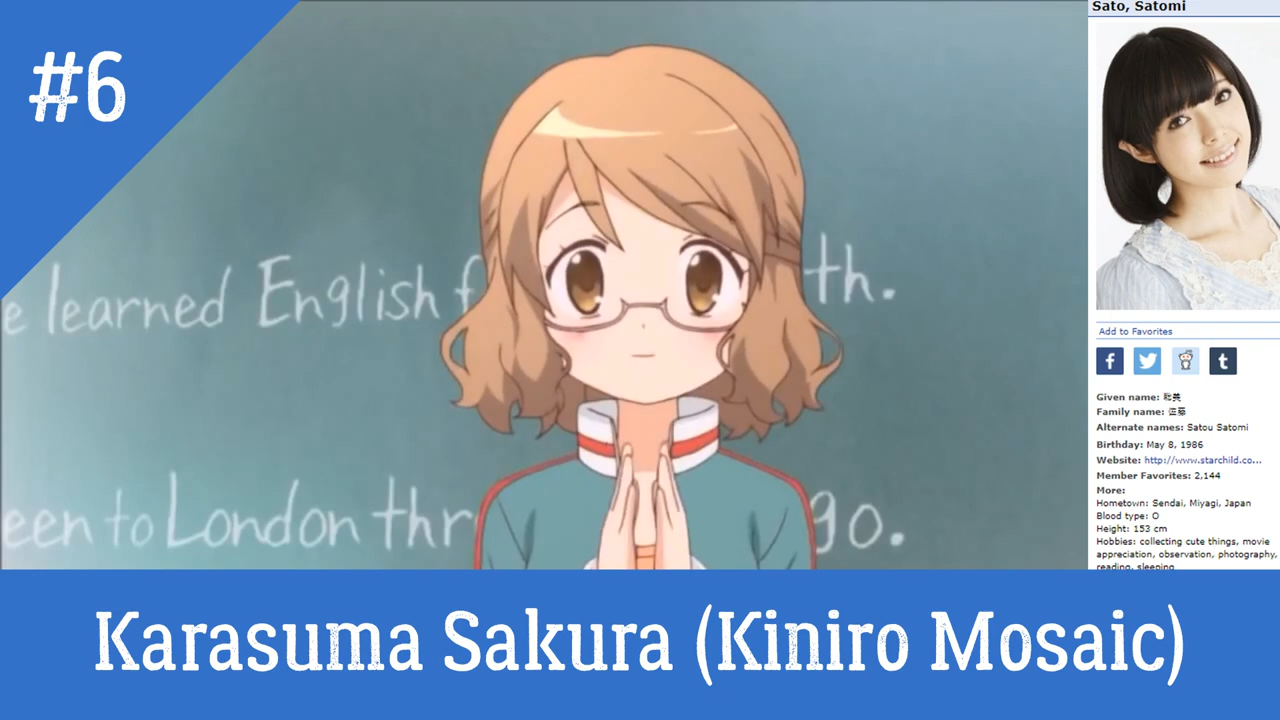 #6
e learned English f
th.
een to London thr
go.
Sato, Satomi
Add to Favorites
Given name: 聡美
Family name: 佐藤
Alternate names: Satou Satomi
Birthday: May 8, 1986
Website: http://www.starchild.co...
Member Favorites: 2,144
More:
Hometown: Sendai, Miyagi, Japan
Blood type: O
Height: 153 cm
Hobbies: collecting cute things, movie
appreciation, observation, photography,
reading, sleeping
Karasuma Sakura (Kiniro Mosaic)